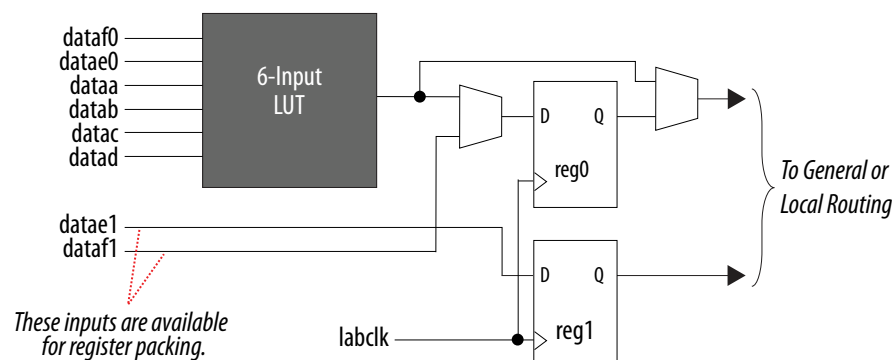 dataf0
datae0
dataa
datab
datac
datad
6-Input
LUT
D
Q
reg0
To General or
Local Routing
datae1
dataf1
D
Q
reg1
These inputs are available
for register packing.
labclk